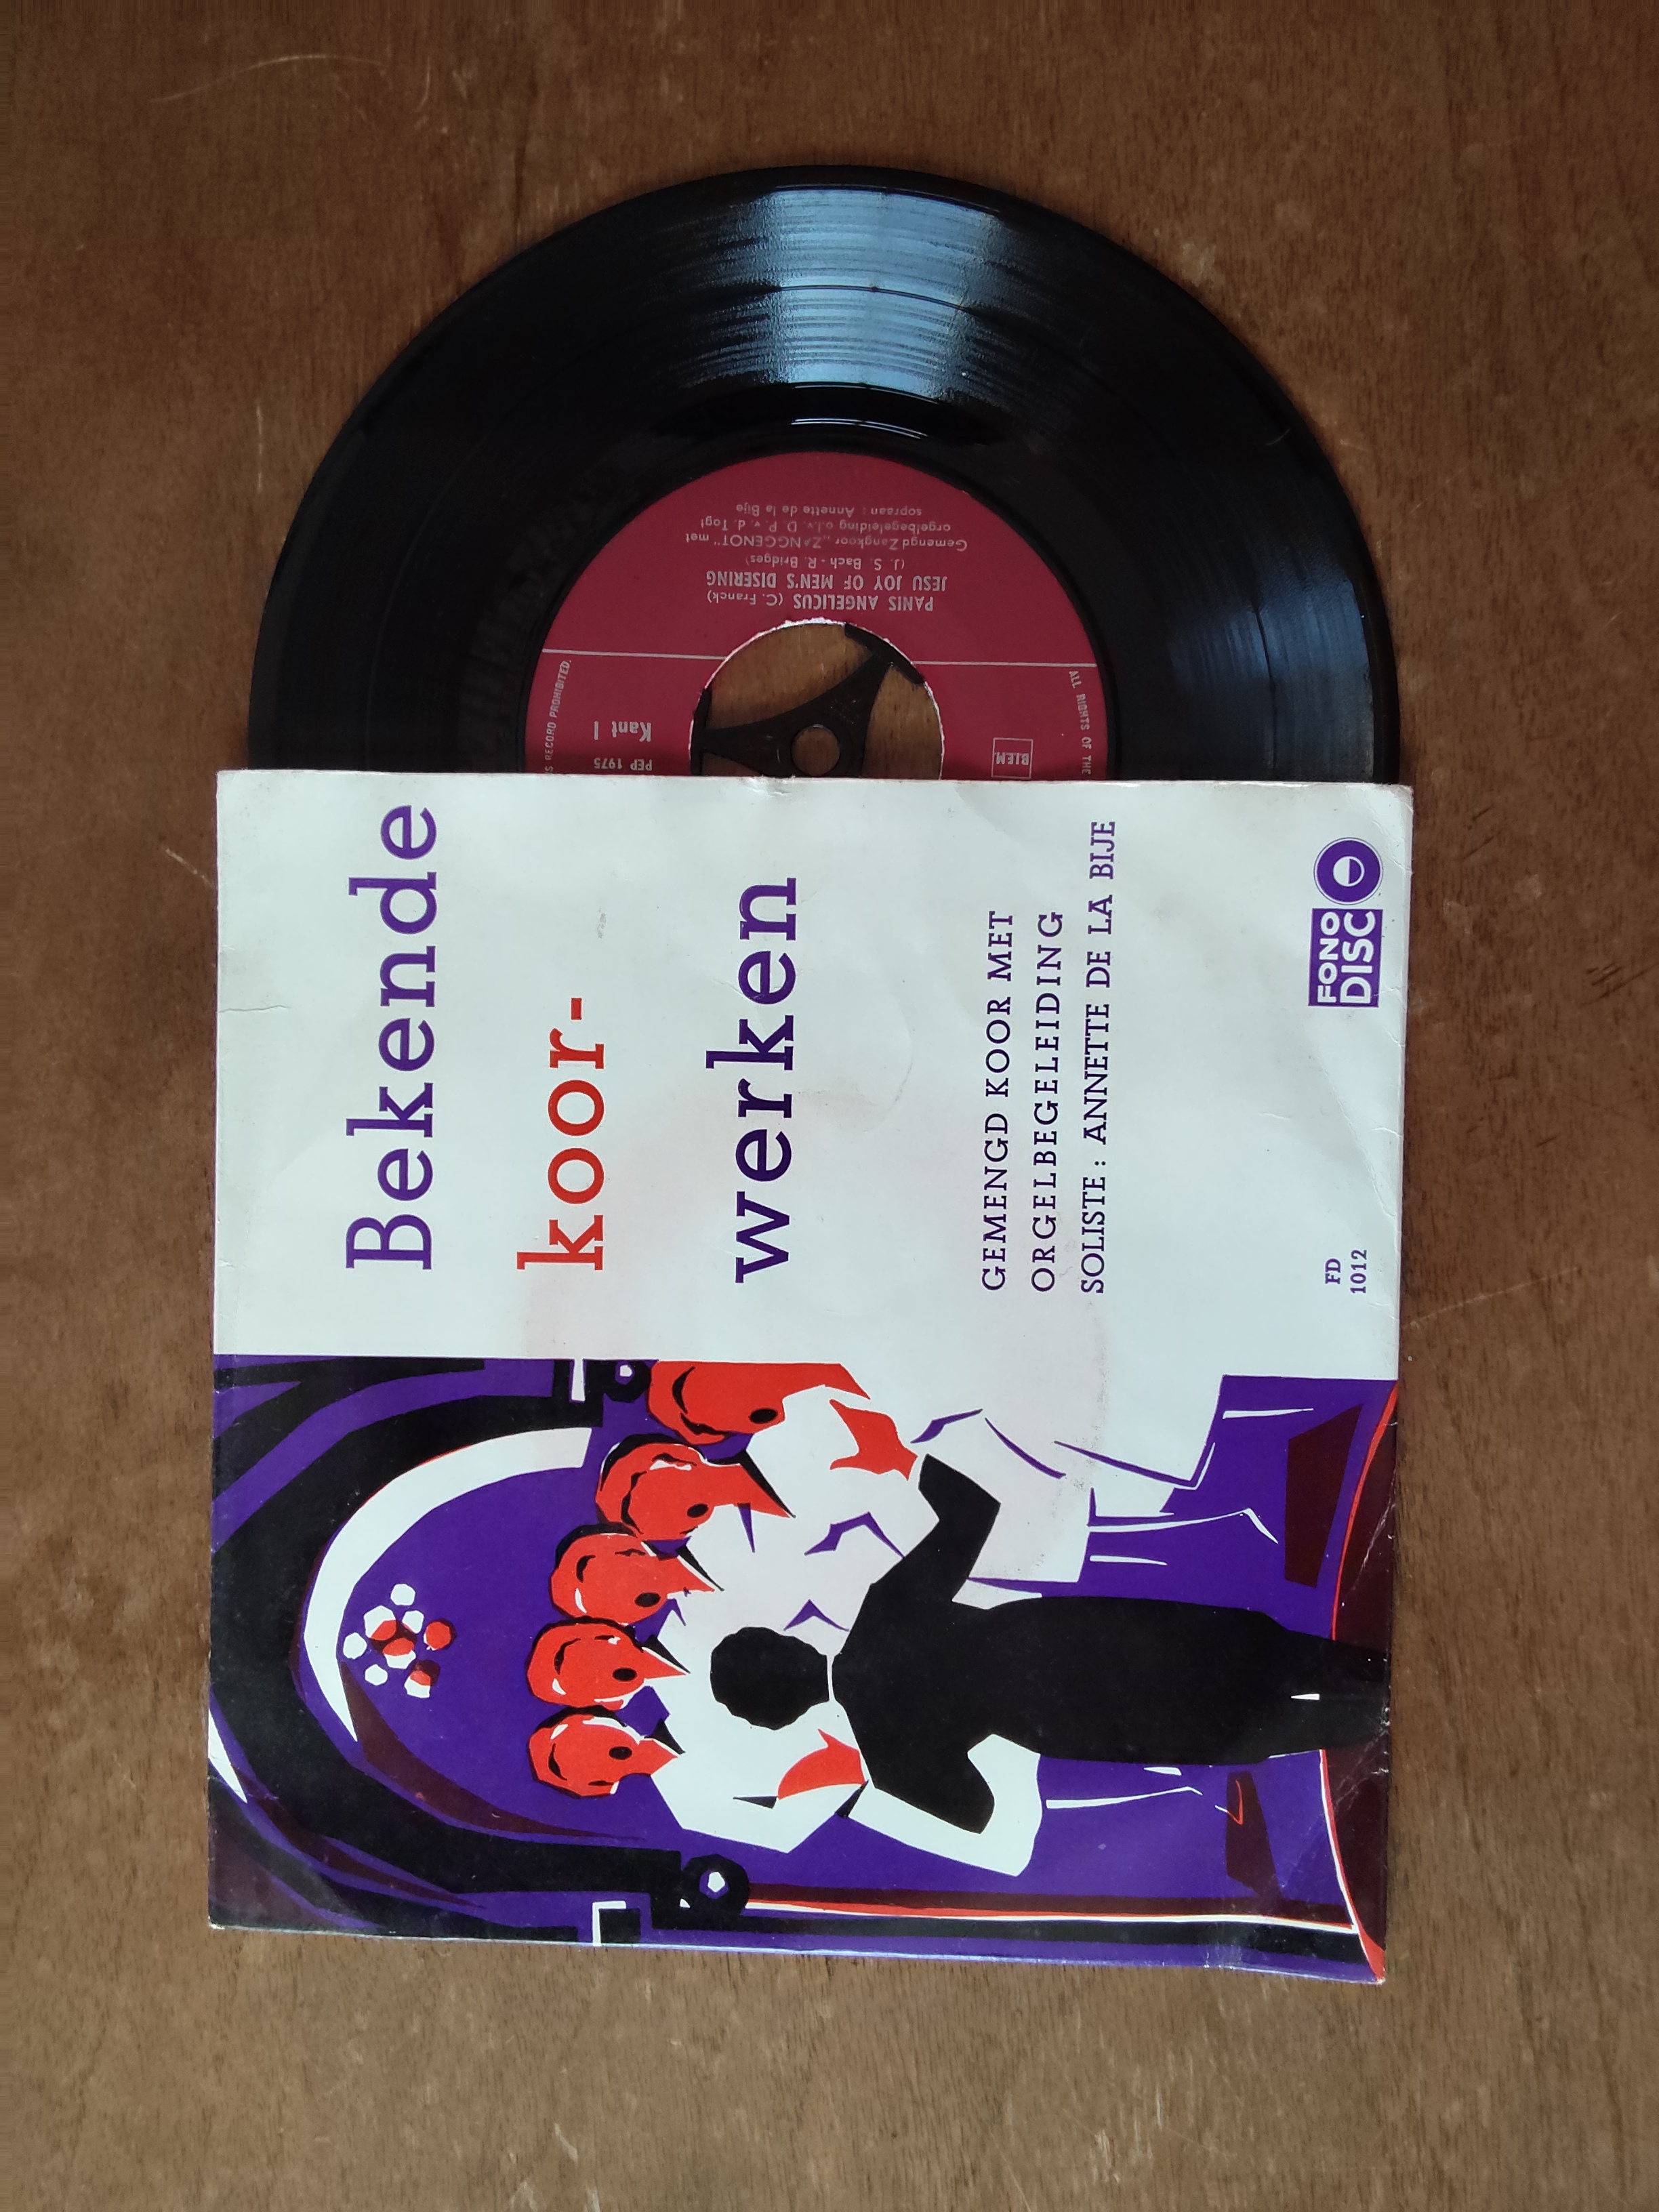 Bekende
koor-
werken
GEMENGD KOOR MET
ORGELBEGELEIDING
SOLISTE : ANNETTE DE LA BIJE
FD
1012
FONO
DISC
ALL RIGHTS OF THE
S RECORD PROHIBITED.
B.I.E.M.
PEP 1975
Kant I
PANIS ANGELICUS (C. Franck)
JESU JOY OF MEN'S DISERING
(J. S. Bach - R. Bridges)
Gemengd Zangkoor „ZANGGENOT" met
orgelbegeleiding o.l.v. D. P. v. d. Togt
sopraan : Annette de la Bije